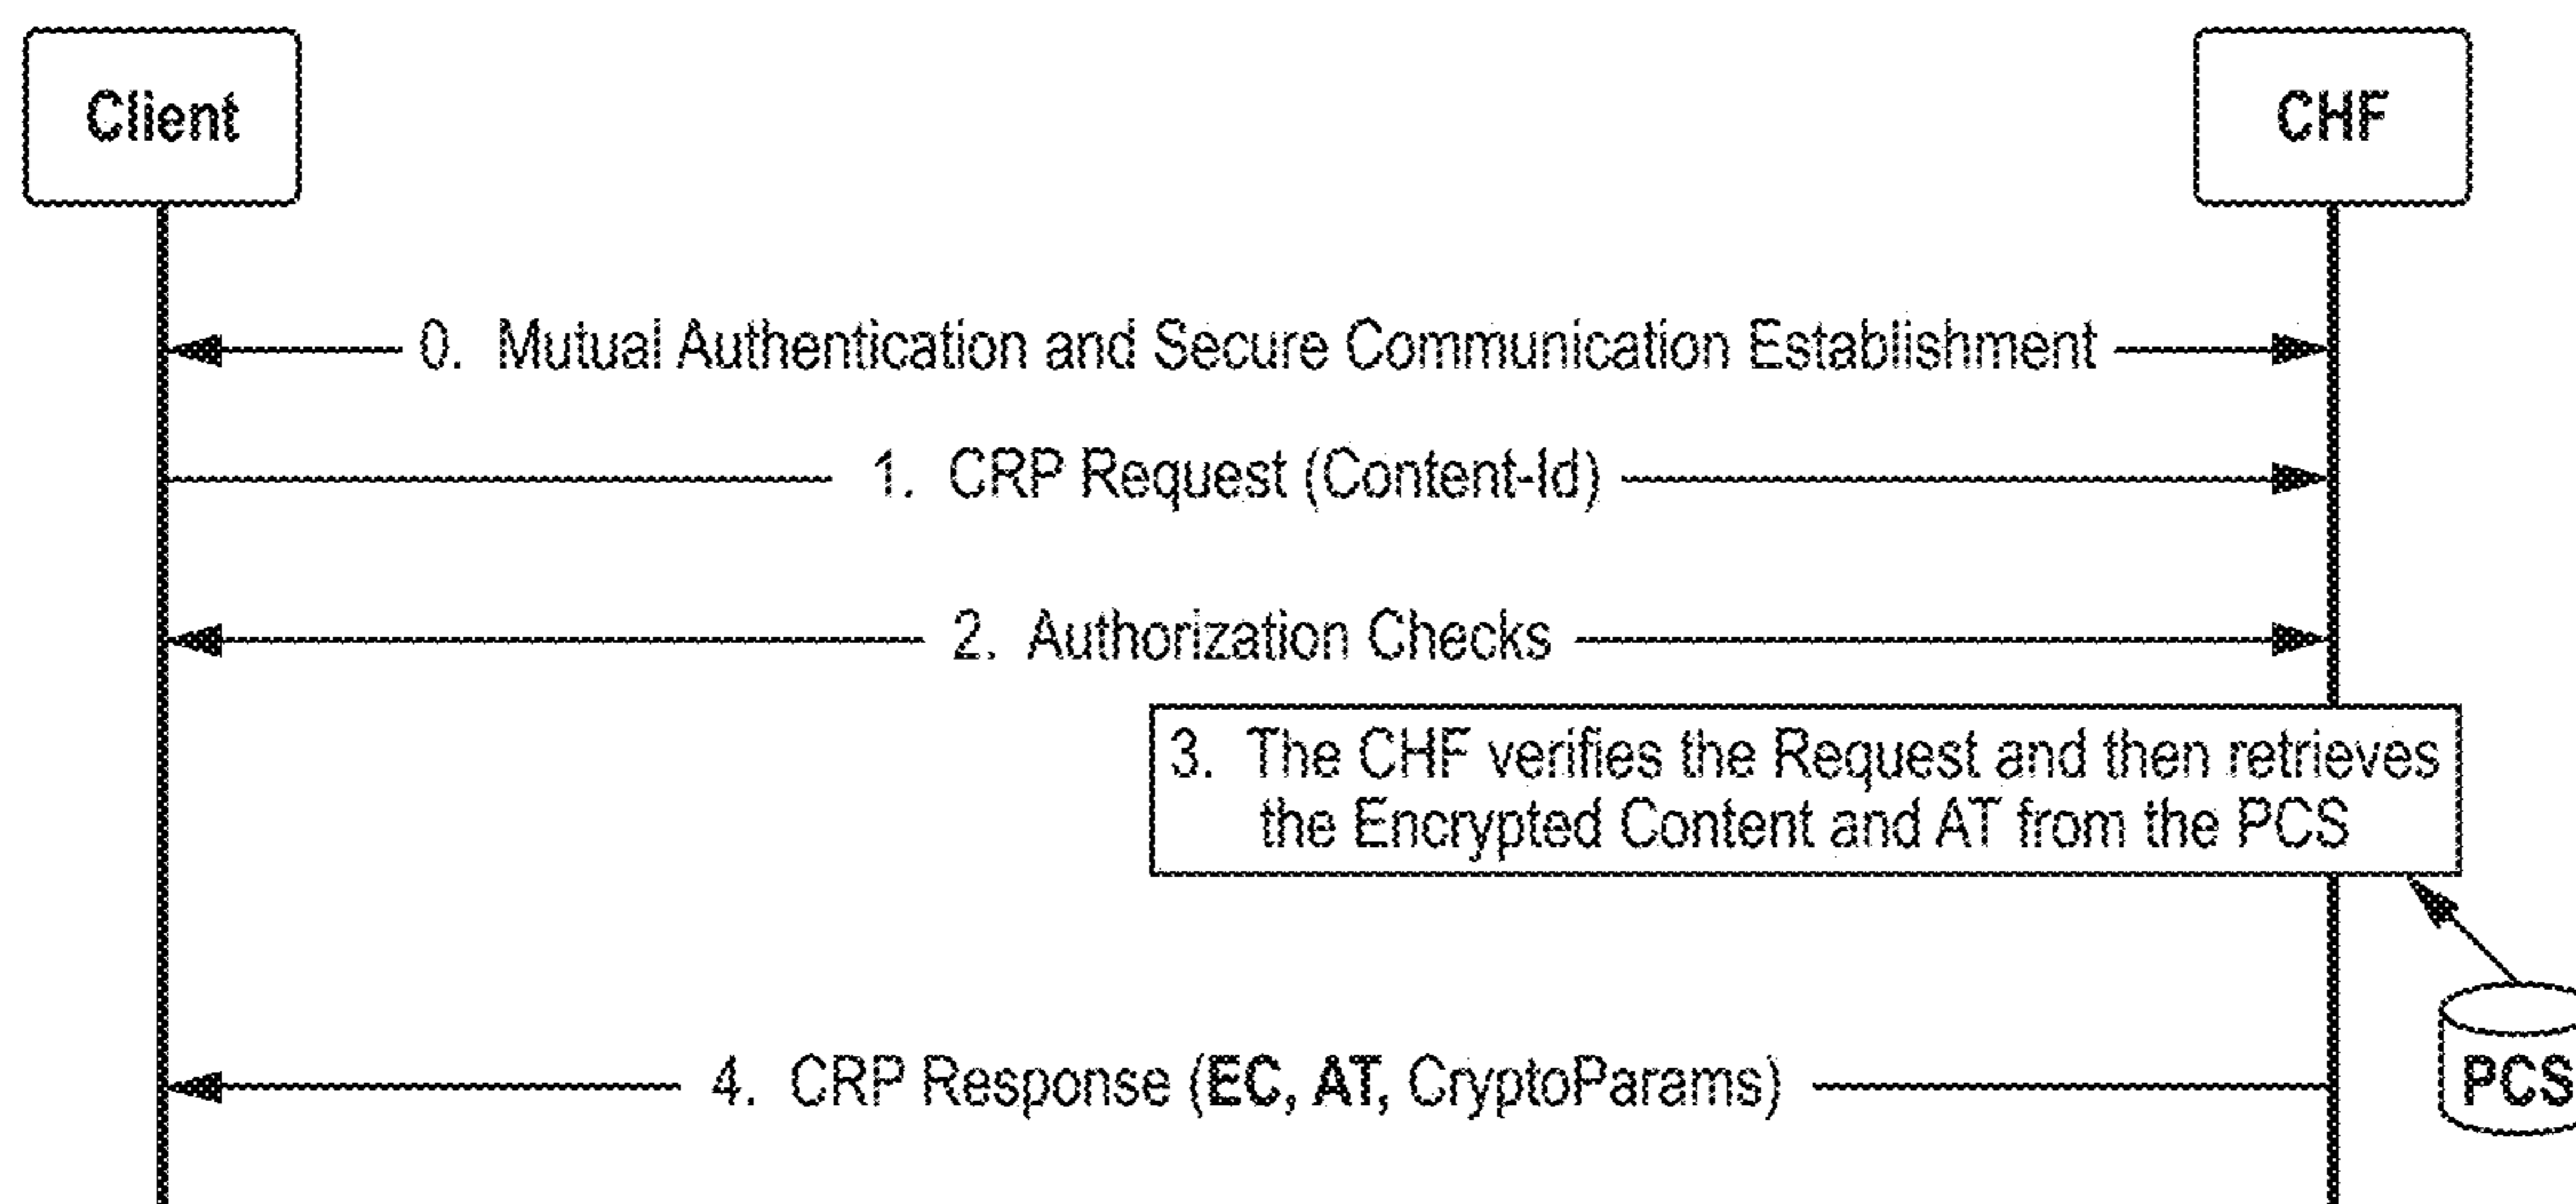 Client
CHF
0. Mutual Authentication and Secure Communication Establishment
1. CRP Request (Content-Id)
2. Authorization Checks
3. The CHF verifies the Request and then retrieves
the Encrypted Content and AT from the PCS
4. CRP Response (EC, AT, CryptoParams)
PCS